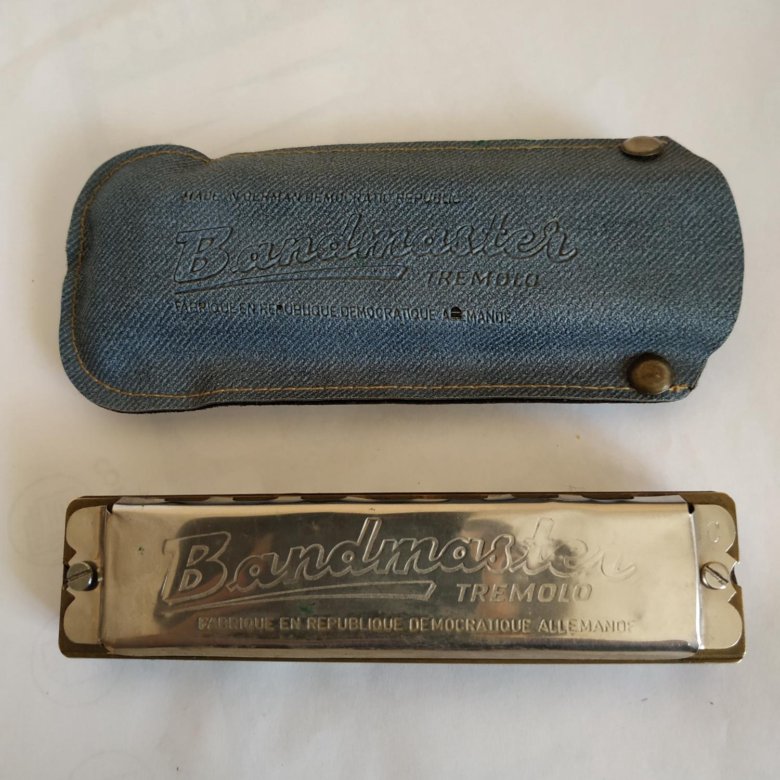 MADE IN GERMAN DEMOCRATIC REPUBLIC
Bandmaster
TREMOLO
FABRIQUE EN REPUBLIQUE DEMOCRATIQUE ALLEMANDE
Bandmaster
TREMOLO
FABRIQUE EN REPUBLIQUE DEMOCRATIQUE ALLEMANDE
C